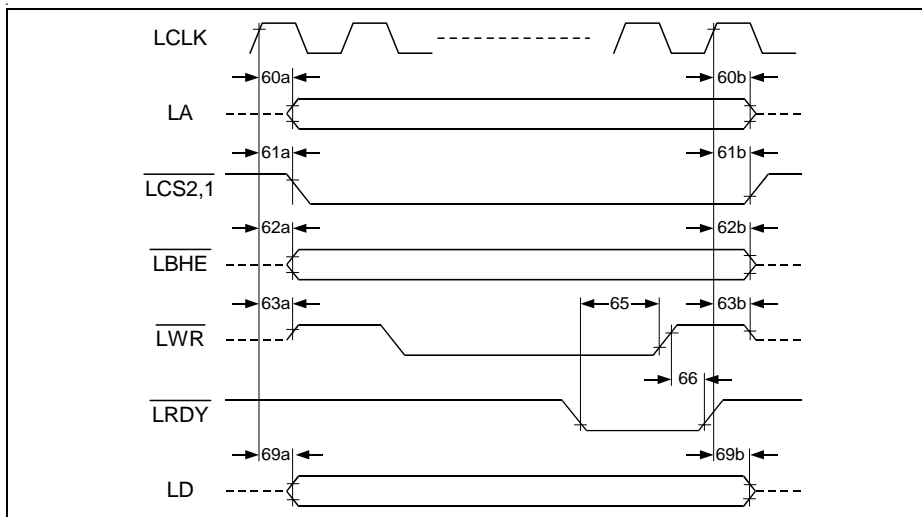 LCLK
60a 60b
LA
61a 61b
LCS2,1
62a 62b
LBHE
63a 65 63b
LWR
66
LRDY
69a 69b
LD